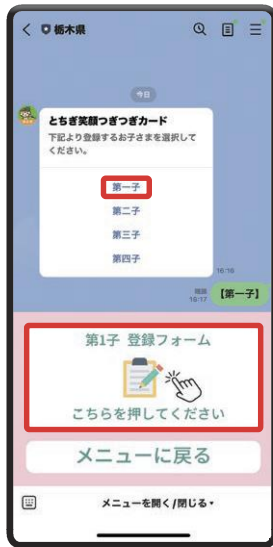 栃木県
今日
とちぎ笑顔つぎつぎカード
下記より登録するお子さまを選択して
ください。
第一子
第二子
第三子
第四子
16:16
既読
16:17
【第一子】
第1子 登録フォーム
こちらを押してください
メニューに戻る
メニューを開く/閉じる▾